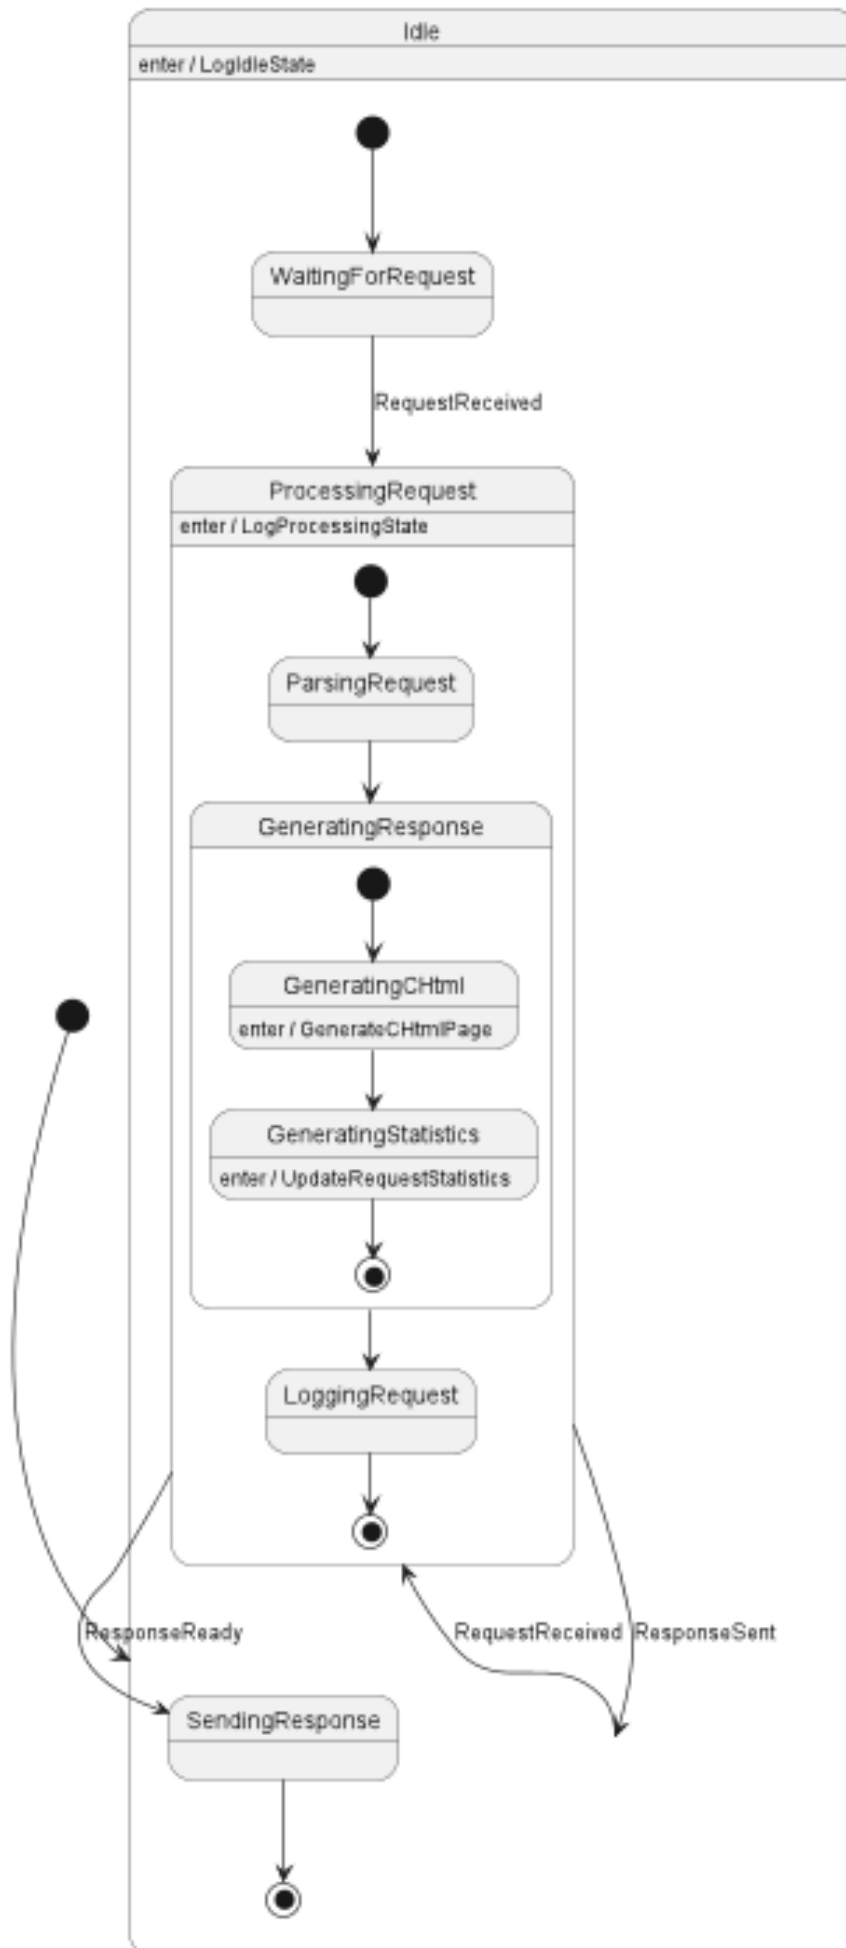 Idle
enter / LogIdleState
WaitingForRequest
RequestReceived
ProcessingRequest
enter / LogProcessingState
ParsingRequest
GeneratingResponse
GeneratingCHtml
enter / GenerateCHtmlPage
GeneratingStatistics
enter / UpdateRequestStatistics
LoggingRequest
ResponseReady
RequestReceived
ResponseSent
SendingResponse